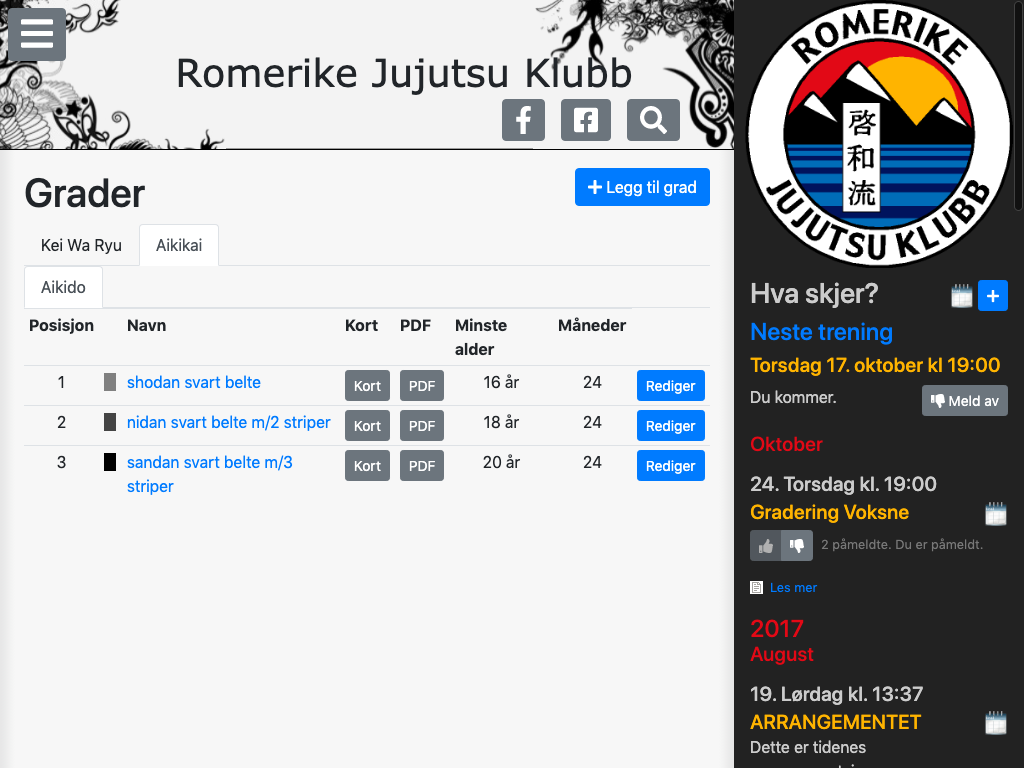 Romerike Jujutsu Klubb
Grader
Legg til grad
Kei Wa Ryu
Aikikai
Aikido
Posisjon Navn Kort PDF Minste alder Måneder
1 shodan svart belte Kort PDF 16 år 24 Rediger
2 nidan svart belte m/2 striper Kort PDF 18 år 24 Rediger
3 sandan svart belte m/3 striper Kort PDF 20 år 24 Rediger
ROMERIKE
啓和流
JUJUTSU KLUBB
Hva skjer?
Neste trening
Torsdag 17. oktober kl 19:00
Du kommer.
Meld av
Oktober
24. Torsdag kl. 19:00
Gradering Voksne
2 påmeldte. Du er påmeldt.
Les mer
2017
August
19. Lørdag kl. 13:37
ARRANGEMENTET
Dette er tidenes